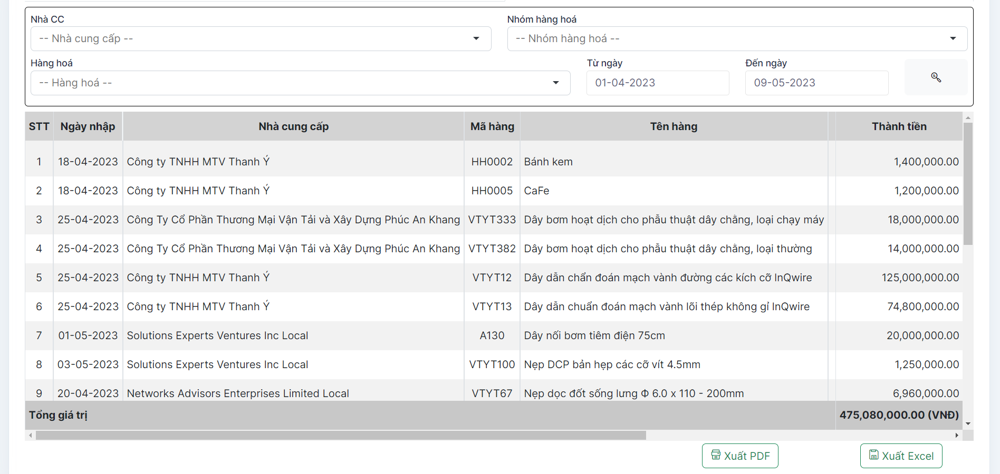 Nhà CC Nhóm hàng hoá
-- Nhà cung cấp -- -- Nhóm hàng hoá --
Hàng hoá Từ ngày Đến ngày
-- Hàng hoá -- 01-04-2023 09-05-2023
STT Ngày nhập Nhà cung cấp Mã hàng Tên hàng Thành tiền
1 18-04-2023 Công ty TNHH MTV Thanh Ý HH0002 Bánh kem 1,400,000.00
2 18-04-2023 Công ty TNHH MTV Thanh Ý HH0005 CaFe 1,200,000.00
3 25-04-2023 Công Ty Cổ Phần Thương Mại Vận Tải và Xây Dựng Phúc An Khang VTYT333 Dây bơm hoạt dịch cho phẫu thuật dây chằng, loại chạy máy 18,000,000.00
4 25-04-2023 Công Ty Cổ Phần Thương Mại Vận Tải và Xây Dựng Phúc An Khang VTYT382 Dây bơm hoạt dịch cho phẫu thuật dây chằng, loại thường 14,000,000.00
5 25-04-2023 Công ty TNHH MTV Thanh Ý VTYT12 Dây dẫn chẩn đoán mạch vành đường các kích cỡ InQwire 125,000,000.00
6 25-04-2023 Công ty TNHH MTV Thanh Ý VTYT13 Dây dẫn chuẩn đoán mạch vành lõi thép không gỉ InQwire 74,800,000.00
7 01-05-2023 Solutions Experts Ventures Inc Local A130 Dây nối bơm tiêm điện 75cm 20,000,000.00
8 03-05-2023 Solutions Experts Ventures Inc Local VTYT100 Nẹp DCP bản hẹp các cỡ vít 4.5mm 1,250,000.00
9 20-04-2023 Networks Advisors Enterprises Limited Local VTYT67 Nẹp dọc đốt sống lưng Φ 6.0 x 110 - 200mm 6,960,000.00
Tổng giá trị 475,080,000.00 (VNĐ)
Xuất PDF Xuất Excel